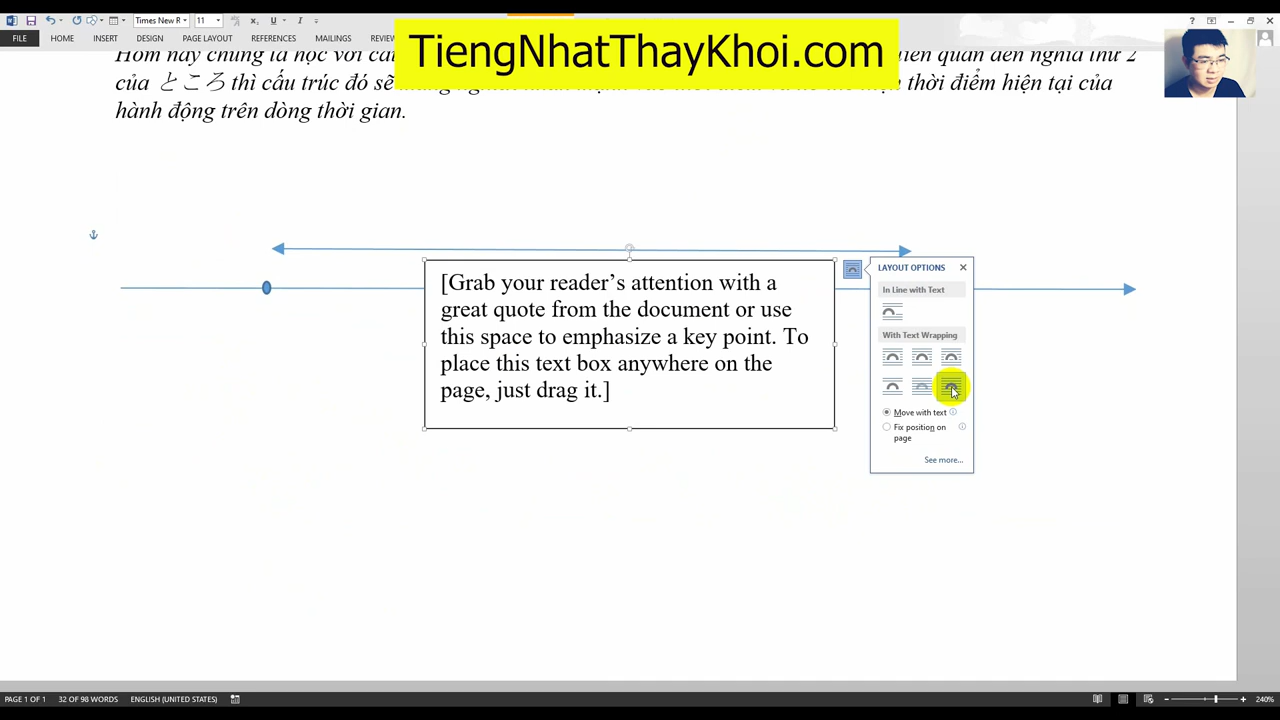 Times New R
11
FILE
HOME
INSERT
DESIGN
PAGE LAYOUT
REFERENCES
MAILINGS
TiengNhatThayKhoi.com
của ところ thì cấu trúc đó sẽ thời điểm hiện tại của
hành động trên dòng thời gian.
[Grab your reader’s attention with a
great quote from the document or use
this space to emphasize a key point. To
place this text box anywhere on the
page, just drag it.]
LAYOUT OPTIONS
In Line with Text
With Text Wrapping
Move with text
Fix position on
page
See more...
PAGE 1 OF 1
32 OF 98 WORDS
ENGLISH (UNITED STATES)
240%